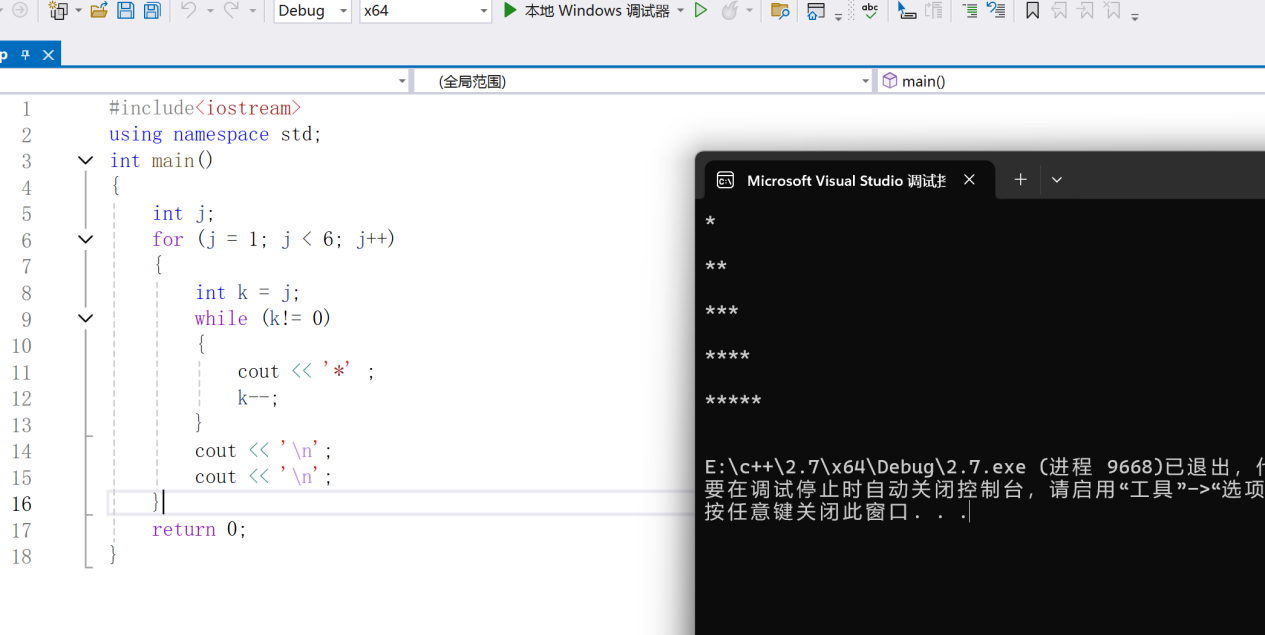 Debug x64 本地 Windows 调试器
p
(全局范围) main()
1 #include<iostream>
2 using namespace std;
3 int main()
4 {
5 int j;
6 for (j = 1; j < 6; j++)
7 {
8 int k = j;
9 while (k!= 0)
10 {
11 cout << '*' ;
12 k--;
13 }
14 cout << '\n';
15 cout << '\n';
16 }
17 return 0;
18 }
Microsoft Visual Studio 调试
*
**
***
****
*****
E:\c++\2.7\x64\Debug\2.7.exe (进程 9668)已退出，
要在调试停止时自动关闭控制台，请启用“工具”->“选项
按任意键关闭此窗口. . .